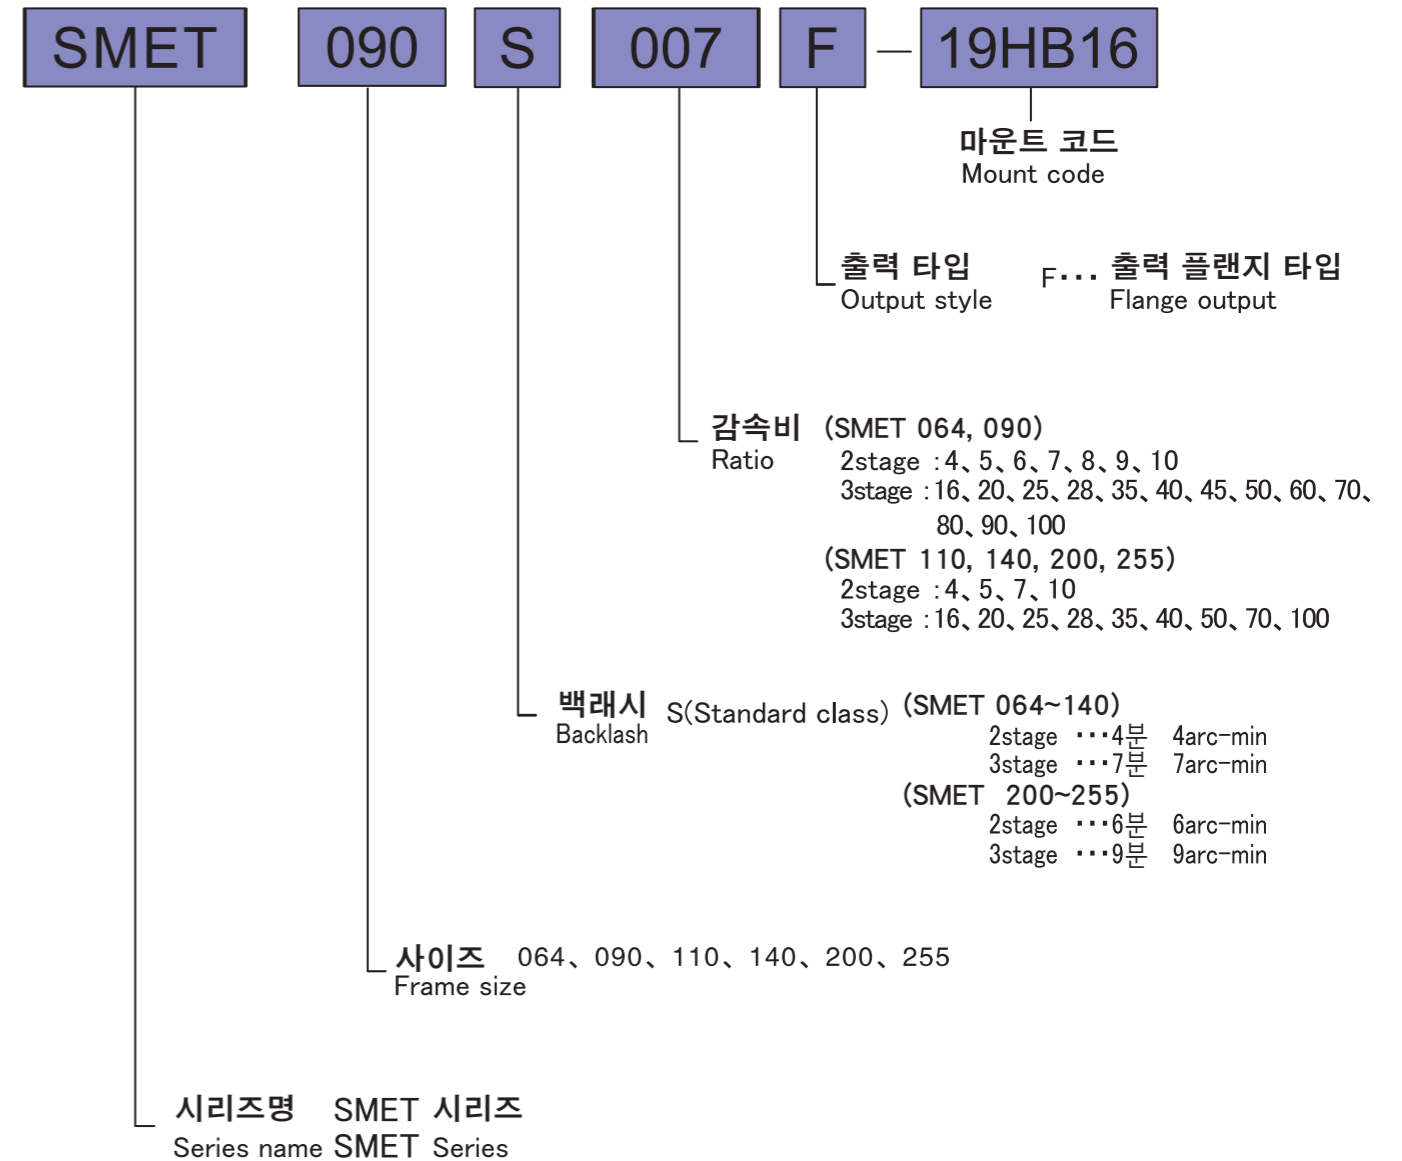 SMET 090 S 007 F – 19HB16
마운트 코드
Mount code
출력 타입 F··· 출력 플랜지 타입
Output style Flange output
감속비 (SMET 064, 090)
Ratio 2stage :4、5、6、7、8、9、10
3stage :16、20、25、28、35、40、45、50、60、70、
80、90、100
(SMET 110, 140, 200, 255)
2stage :4、5、7、10
3stage :16、20、25、28、35、40、50、70、100
백래시 S(Standard class) (SMET 064~140)
Backlash 2stage ···4분 4arc-min
3stage ···7분 7arc-min
(SMET 200~255)
2stage ···6분 6arc-min
3stage ···9분 9arc-min
사이즈 064、090、110、140、200、255
Frame size
시리즈명 SMET 시리즈
Series name SMET Series